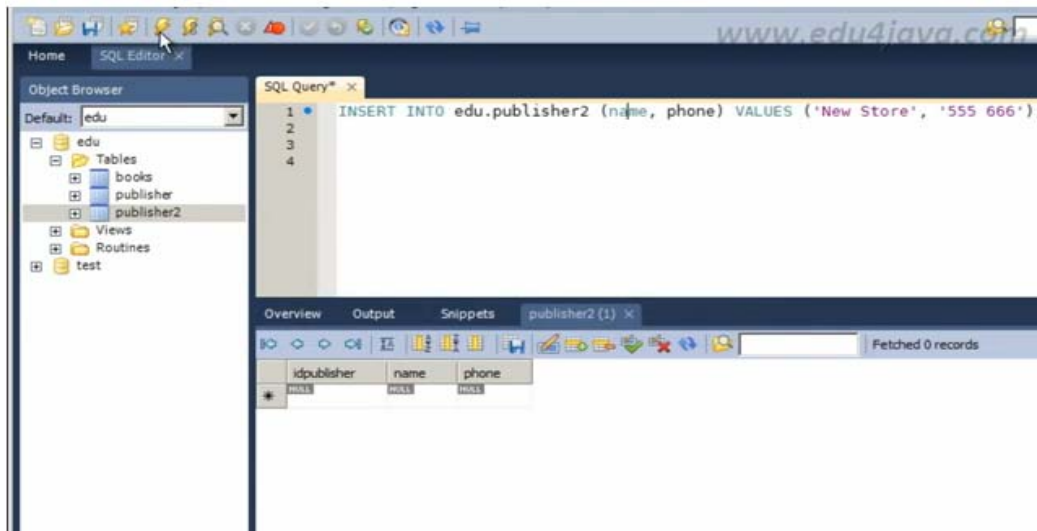 www.edu4java.com
Home SQL Editor ×
Object Browser
Default: edu
edu
Tables
books
publisher
publisher2
Views
Routines
test
SQL Query* ×
1 INSERT INTO edu.publisher2 (name, phone) VALUES ('New Store', '555 666')
2
3
4
Overview Output Snippets publisher2 (1) ×
Fetched 0 records
idpublisher name phone
NULL NULL NULL